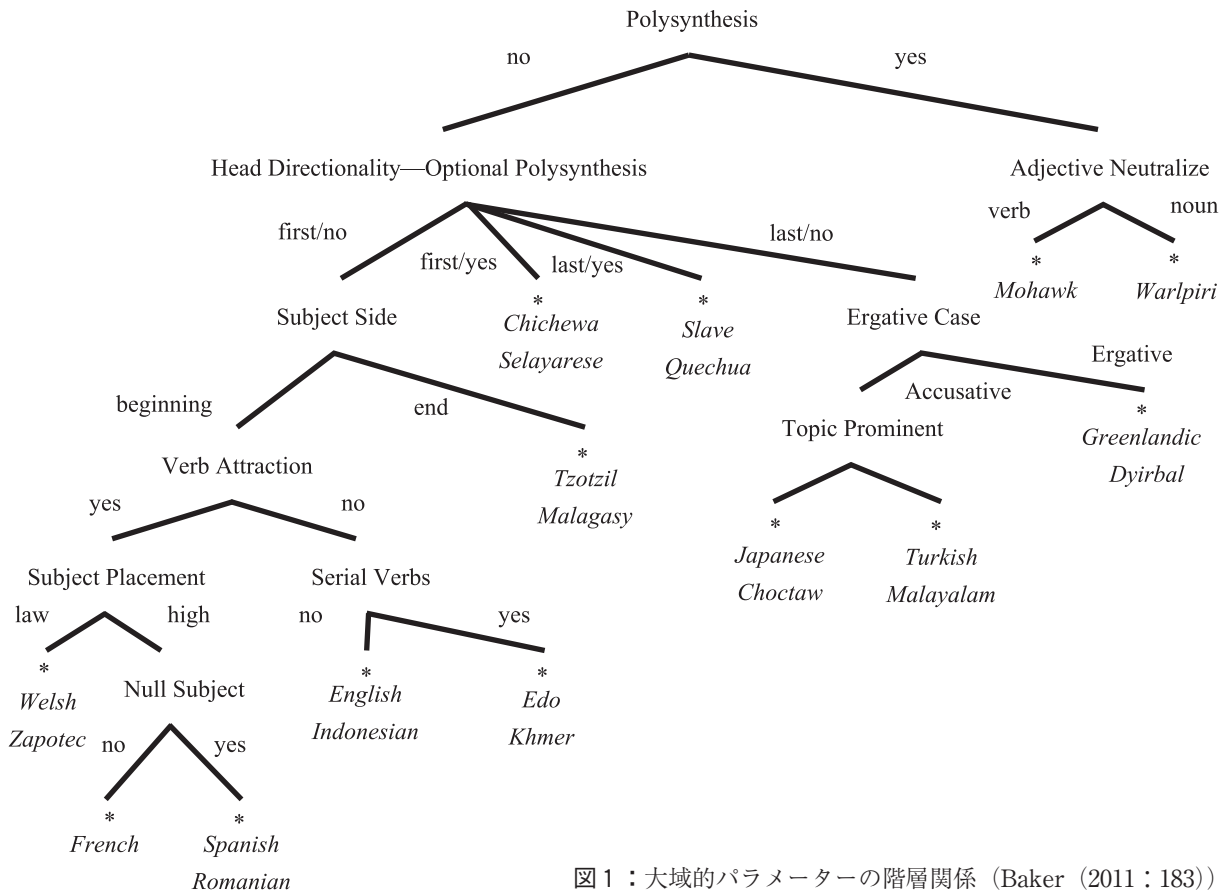 Polysynthesis
no
yes
Head Directionality—Optional Polysynthesis
Adjective Neutralize
first/no
first/yes
last/yes
last/no
verb
noun
*
Mohawk
*
Warlpiri
Subject Side
*
Chichewa
Selayarese
*
Slave
Quechua
Ergative Case
beginning
end
Accusative
Ergative
*
Greenlandic
Dyirbal
Verb Attraction
*
Tzotzil
Malagasy
Topic Prominent
yes
no
*
Japanese
Choctaw
*
Turkish
Malayalam
Subject Placement
Serial Verbs
law
high
no
yes
*
Welsh
Zapotec
Null Subject
*
English
Indonesian
*
Edo
Khmer
no
yes
*
French
*
Spanish
Romanian
図1：大域的パラメーターの階層関係（Baker（2011：183））